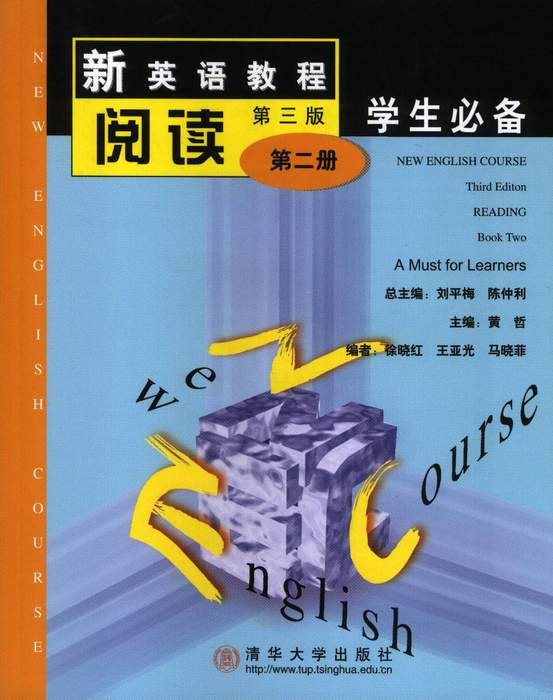 NEW ENGLISH COURSE
新英语教程
阅读
第三版
第二册
学生必备
NEW ENGLISH COURSE
Third Editon
READING
Book Two
A Must for Learners
总主编：刘平梅 陈仲利
主编：黄 哲
编者：徐晓红 王亚光 马晓菲
New
English
Course
清华大学出版社
http://www.tup.tsinghua.edu.cn